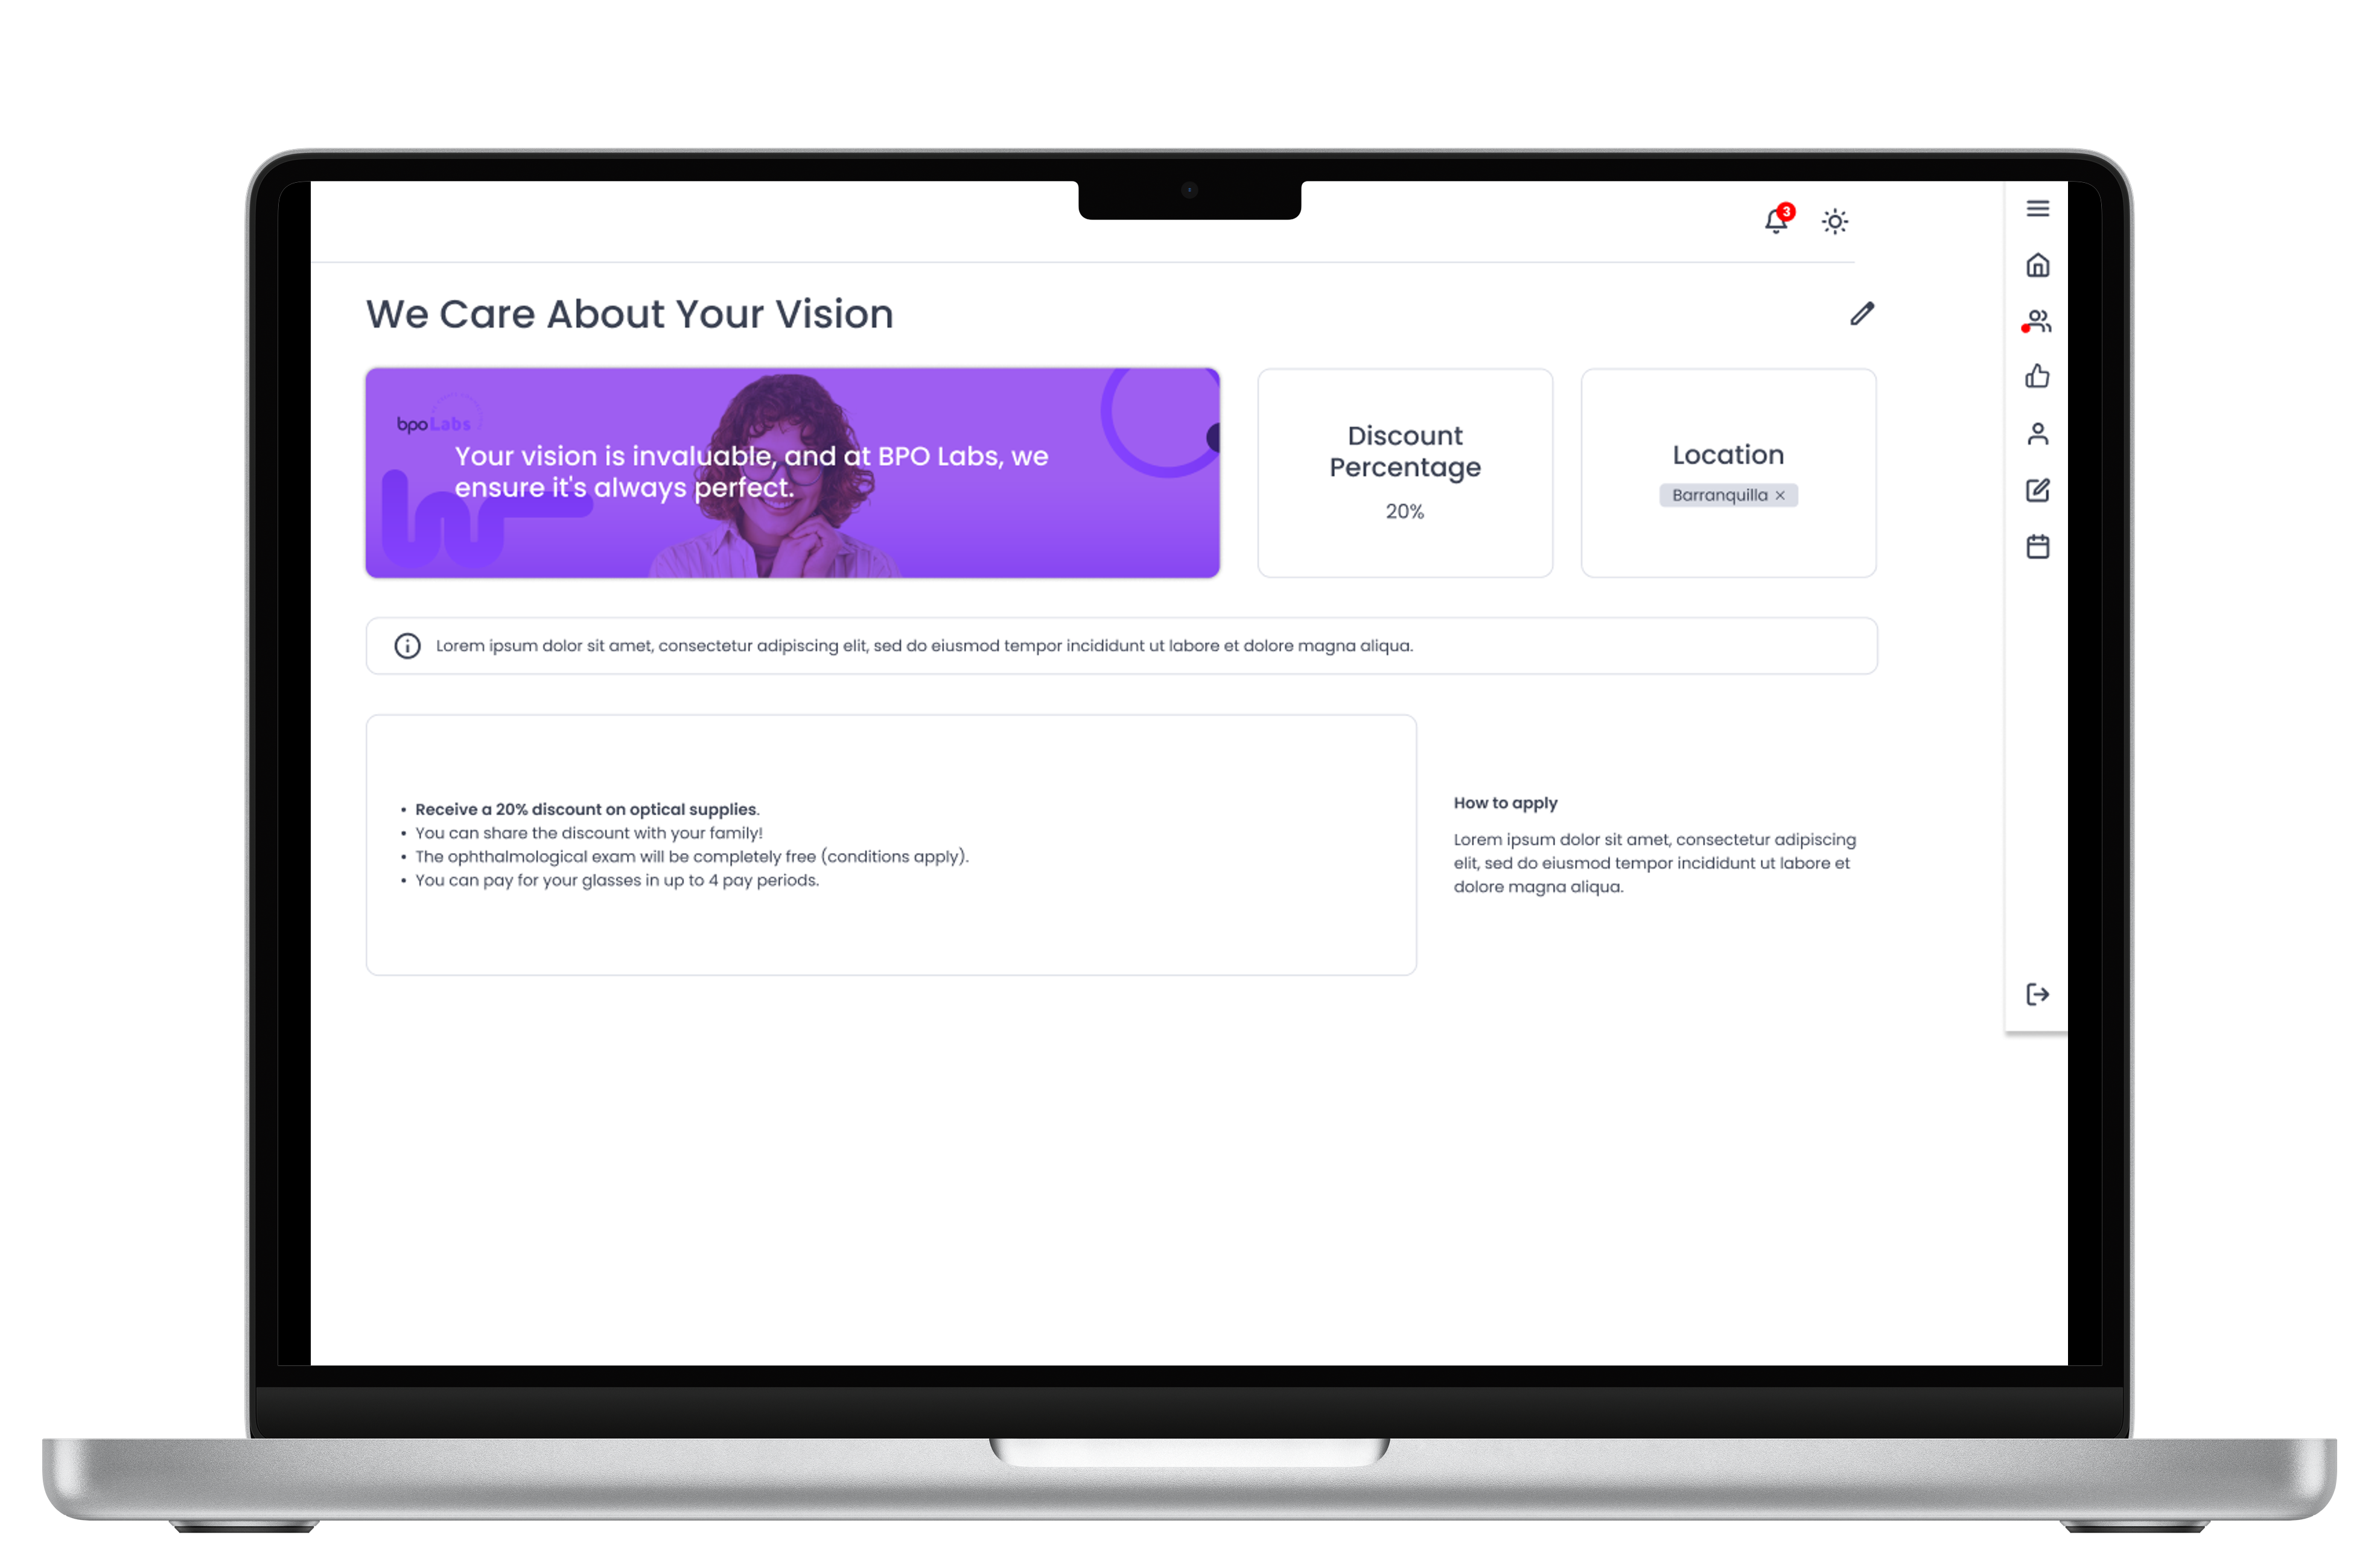 3
We Care About Your Vision
bpoLabs
Your vision is invaluable, and at BPO Labs, we
ensure it's always perfect.
Discount
Percentage
20%
Location
Barranquilla ×
Lorem ipsum dolor sit amet, consectetur adipiscing elit, sed do eiusmod tempor incididunt ut labore et dolore magna aliqua.
• Receive a 20% discount on optical supplies.
• You can share the discount with your family!
• The ophthalmological exam will be completely free (conditions apply).
• You can pay for your glasses in up to 4 pay periods.
How to apply
Lorem ipsum dolor sit amet, consectetur adipiscing
elit, sed do eiusmod tempor incididunt ut labore et
dolore magna aliqua.